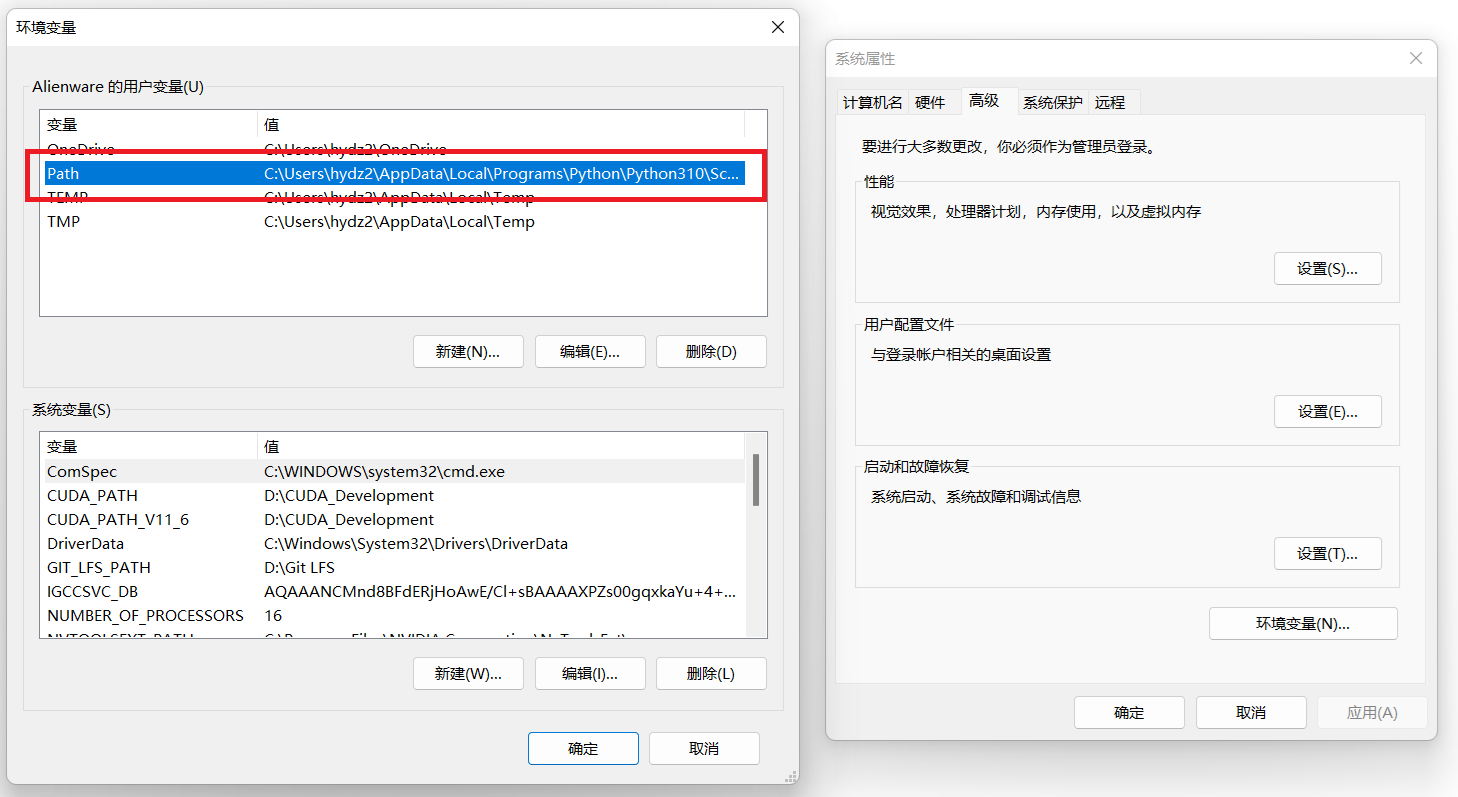 环境变量
Alienware 的用户变量(U)
变量 值
OneDrive C:\Users\hydz2\OneDrive
Path C:\Users\hydz2\AppData\Local\Programs\Python\Python310\Sc...
TEMP C:\Users\hydz2\AppData\Local\Temp
TMP C:\Users\hydz2\AppData\Local\Temp
新建(N)... 编辑(E)... 删除(D)
系统变量(S)
变量 值
ComSpec C:\WINDOWS\system32\cmd.exe
CUDA_PATH D:\CUDA_Development
CUDA_PATH_V11_6 D:\CUDA_Development
DriverData C:\Windows\System32\Drivers\DriverData
GIT_LFS_PATH D:\Git LFS
IGCCSVC_DB AQAAANCMnd8BFdERjHoAwE/Cl+sBAAAAXPZs00gqxkaYu+4+...
NUMBER_OF_PROCESSORS 16
新建(W)... 编辑(I)... 删除(L)
确定 取消
系统属性
计算机名 硬件 高级 系统保护 远程
要进行大多数更改，你必须作为管理员登录。
性能
视觉效果，处理器计划，内存使用，以及虚拟内存
设置(S)...
用户配置文件
与登录帐户相关的桌面设置
设置(E)...
启动和故障恢复
系统启动、系统故障和调试信息
设置(T)...
环境变量(N)...
确定 取消 应用(A)